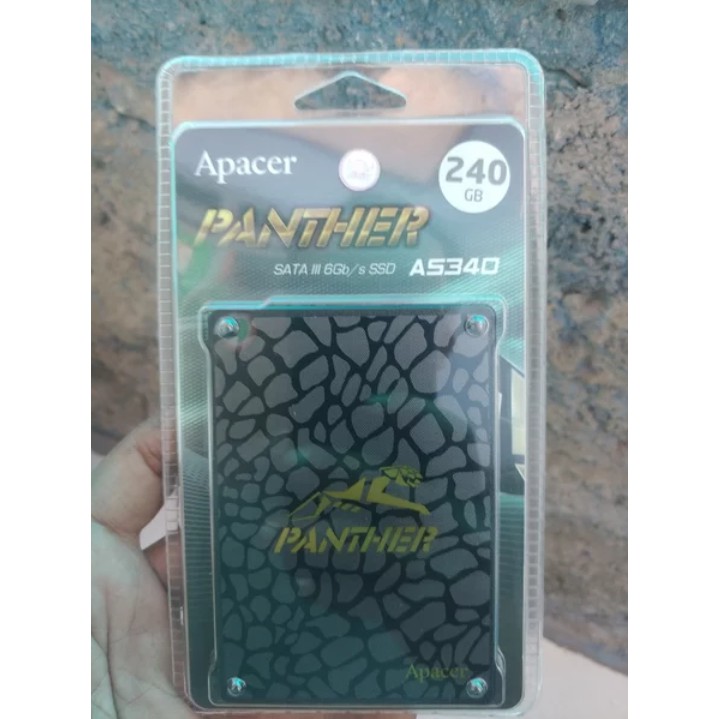 Apacer
240
GB
PANTHER
SATA III 6Gb/s SSD AS340
PANTHER
Apacer